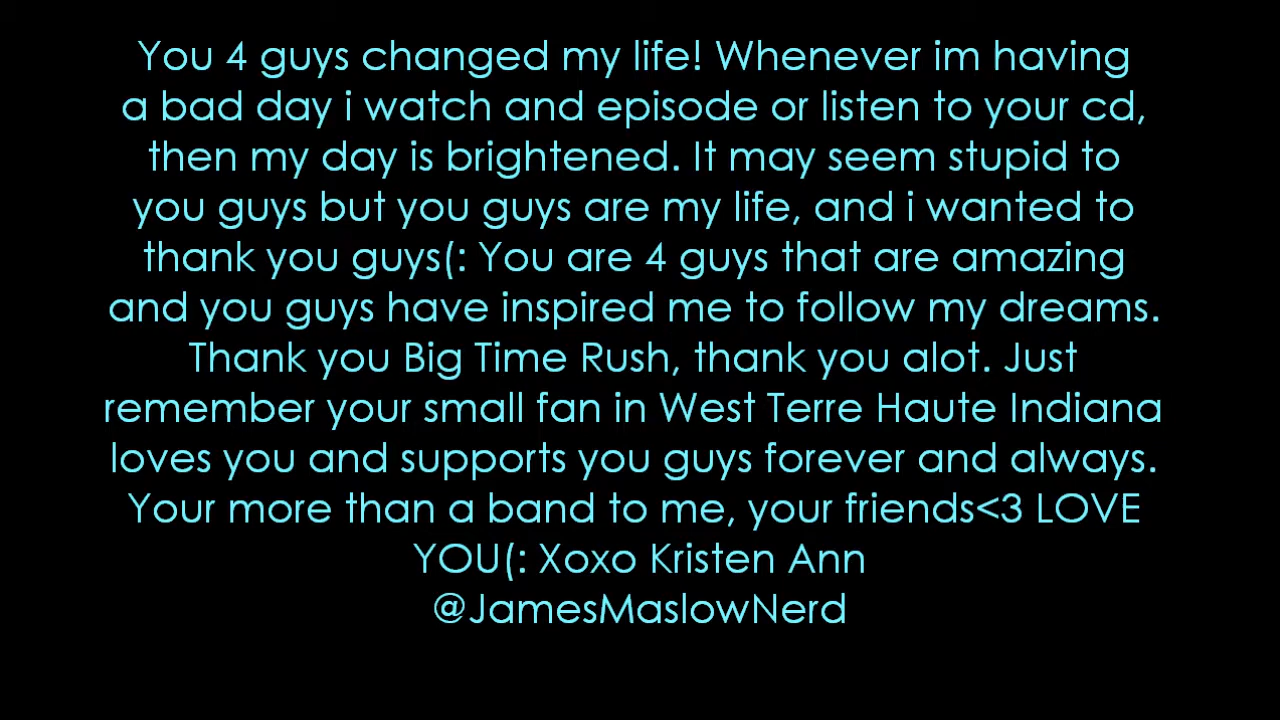 You 4 guys changed my life! Whenever im having
a bad day i watch and episode or listen to your cd,
then my day is brightened. It may seem stupid to
you guys but you guys are my life, and i wanted to
thank you guys(: You are 4 guys that are amazing
and you guys have inspired me to follow my dreams.
Thank you Big Time Rush, thank you alot. Just
remember your small fan in West Terre Haute Indiana
loves you and supports you guys forever and always.
Your more than a band to me, your friends<3 LOVE
YOU(: Xoxo Kristen Ann
@JamesMaslowNerd